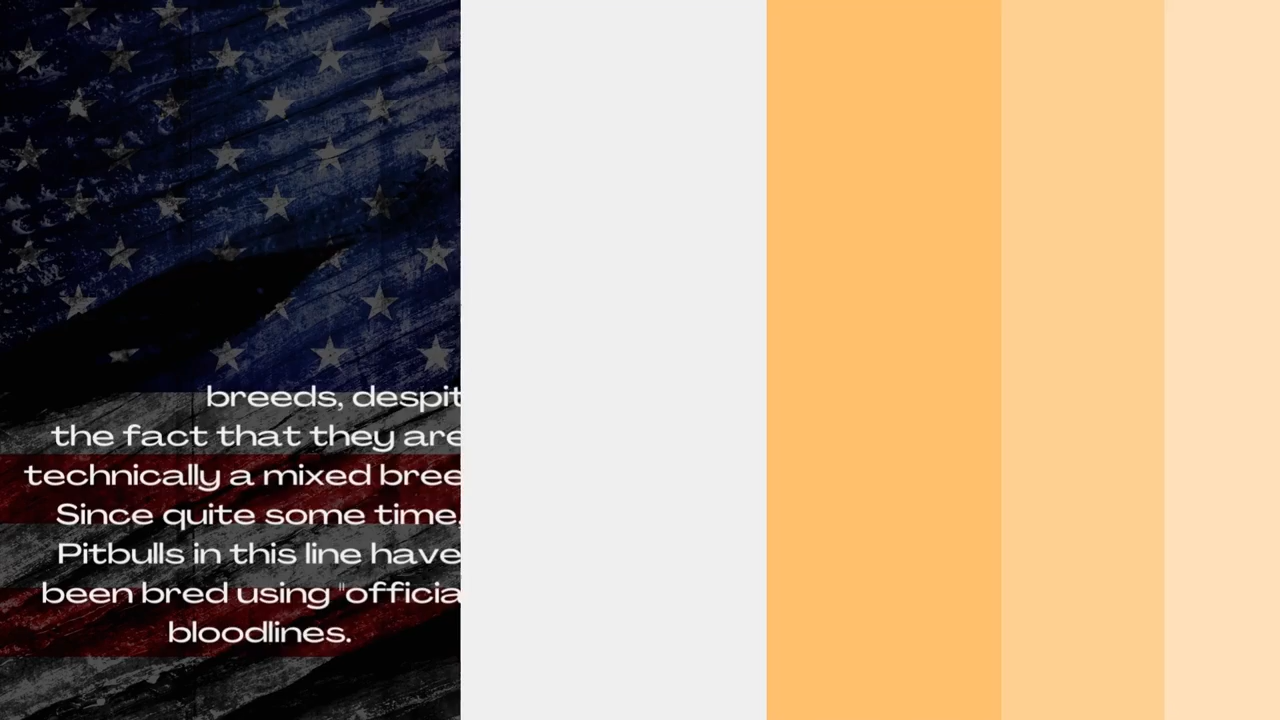 breeds, despit
the fact that they are
technically a mixed bree
Since quite some time,
Pitbulls in this line have
been bred using "officia
bloodlines.